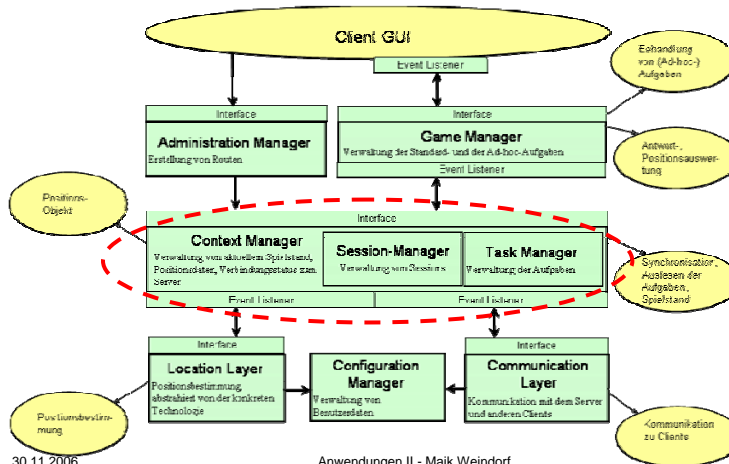 Client GUI
Event Listener
Behandlung
von (Ad-hoc-)
Aufgaben
Interface
Administration Manager
Erstellung von Routen
Interface
Game Manager
Verwaltung der Standard- und der Ad-hoc-Aufgaben
Event Listener
Antwort-,
Positionsauswer-
tung
Positions-
Objekt
Interface
Context Manager
Verwaltung von aktuellem Spielstand,
Positionsdaten, Verbindungsstatus zum
Server
Session-Manager
Verwaltung von Sessions
Task Manager
Verwaltung der Aufgaben
Event Listener
Event Listener
Synchronisation,
Auslesen der
Aufgaben,
Spielstand
Interface
Location Layer
Positionsbestimmung,
abstrahiert von der konkreten
Technologie
Configuration
Manager
Verwaltung von
Benutzerdaten
Interface
Communication
Layer
Kommunikation mit dem Server
und anderen Clients
Positionsbestim-
mung
Kommunikation
zu Clients
30.11.2006
Anwendungen II - Maik Weindorf